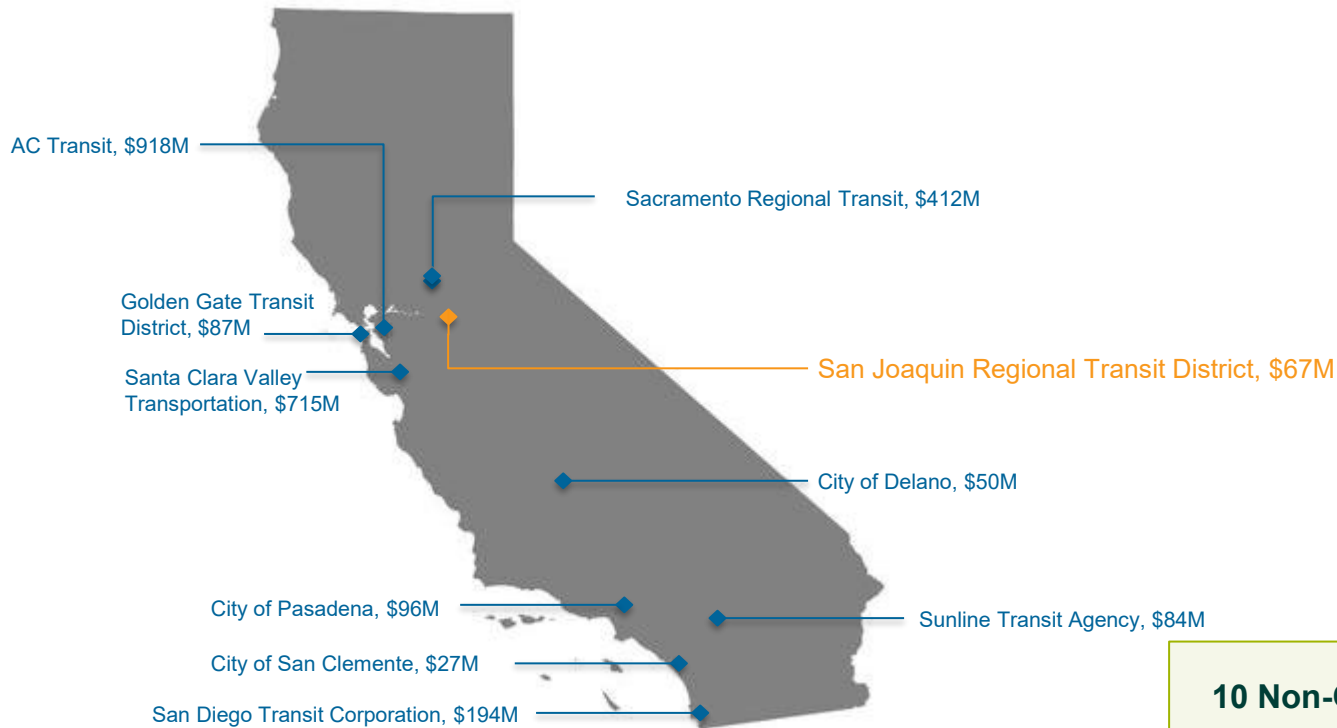 AC Transit, $918M
Sacramento Regional Transit, $412M
Golden Gate Transit
District, $87M
Santa Clara Valley
Transportation, $715M
San Joaquin Regional Transit District, $67M
City of Delano, $50M
City of Pasadena, $96M
Sunline Transit Agency, $84M
City of San Clemente, $27M
San Diego Transit Corporation, $194M
10 Non-